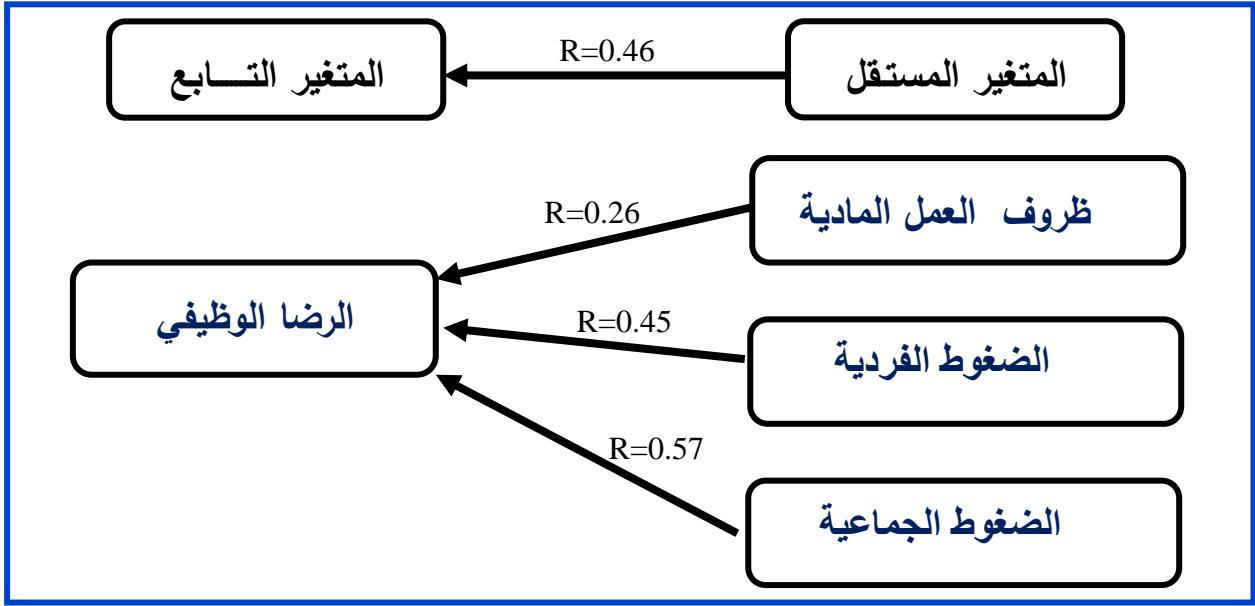 المتغير المستقل
R=0.46
المتغير التـــابع
ظروف العمل المادية
R=0.26
الرضا الوظيفي
R=0.45
الضغوط الفردية
R=0.57
الضغوط الجماعية